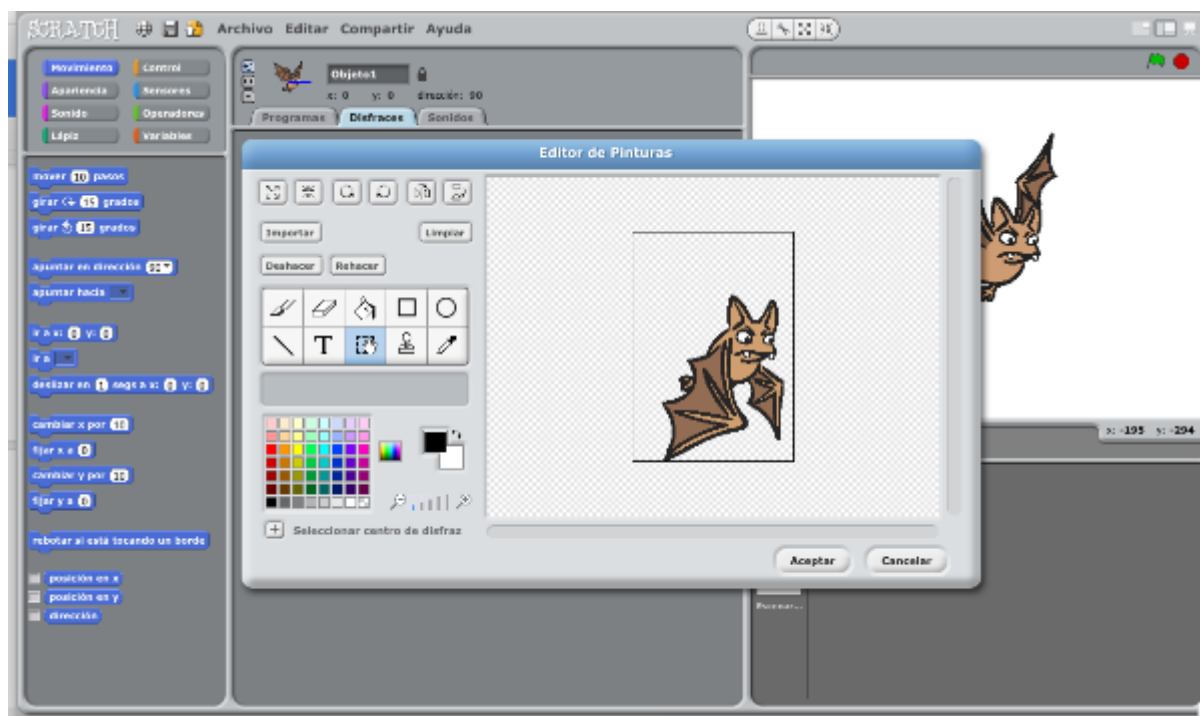 SCRATCH Archivo Editar Compartir Ayuda
Movimiento Control
Apariencia Sensores
Sonido Operadores
Lápiz Variables
Objeto1
x: 0 y: 0 dirección: 90
Programas Disfraces Sonidos
Editor de Pinturas
Importar Limpiar
Deshacer Rehacer
T
Seleccionar centro de disfraz
Aceptar Cancelar
mover 10 pasos
girar 15 grados
girar 15 grados
apuntar en dirección 90
apuntar hacia
ir a x: 0 y: 0
ir a
deslizar en 1 segs a x: 0 y: 0
cambiar x por 10
fijar x a 0
cambiar y por 10
fijar y a 0
rebotar si está tocando un borde
posición en x
posición en y
dirección
x: -195 y: -294